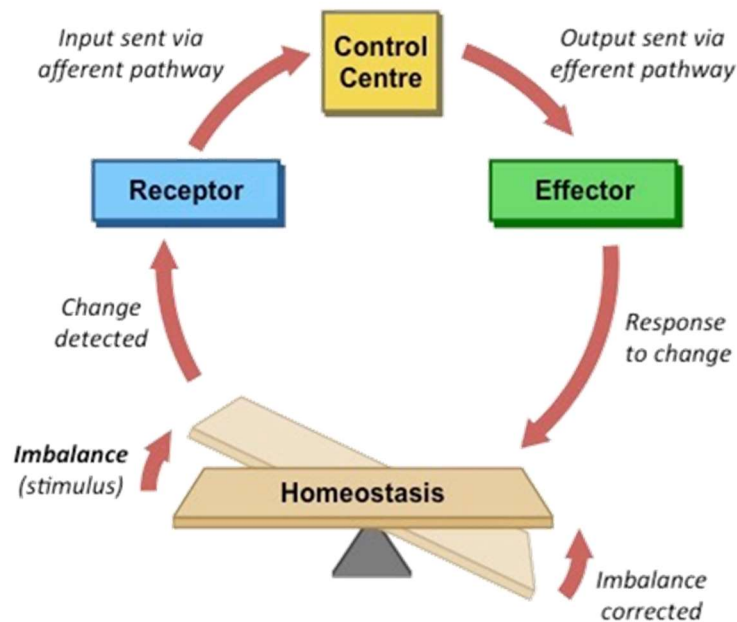 Input sent via
afferent pathway
Control
Centre
Output sent via
efferent pathway
Receptor
Effector
Change
detected
Response
to change
Imbalance
(stimulus)
Homeostasis
Imbalance
corrected